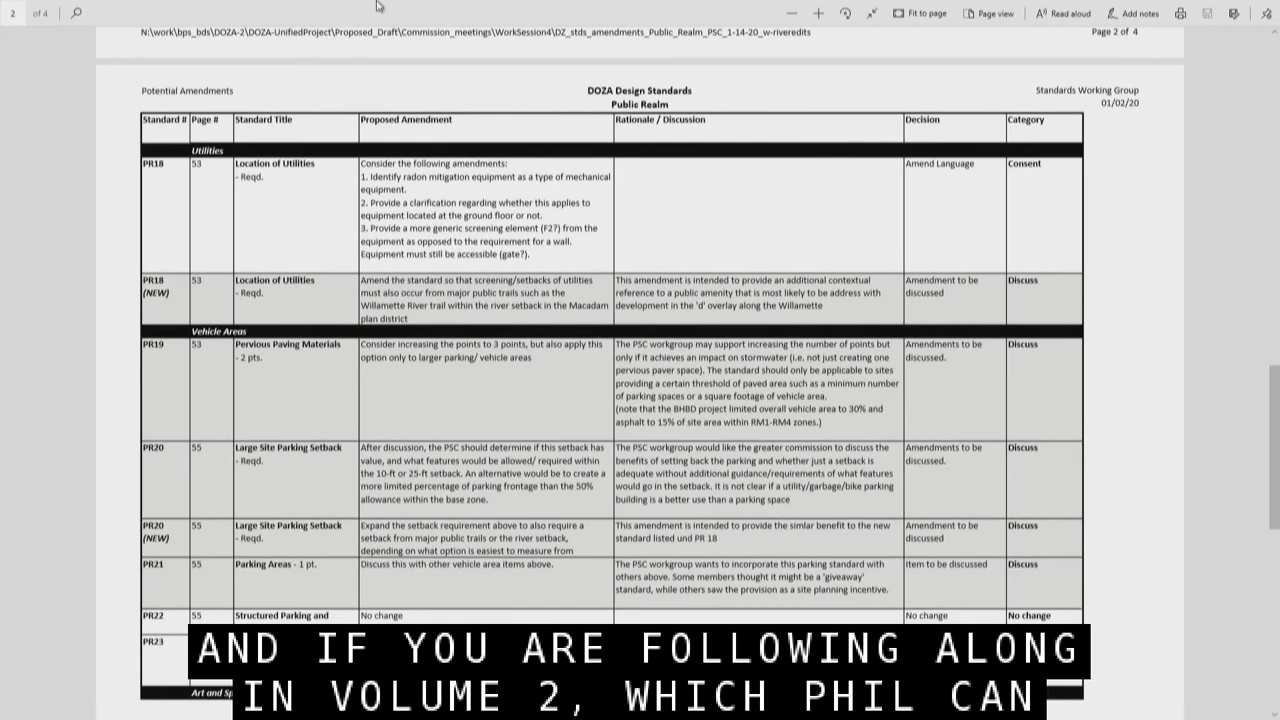 2 of 4 Fit to page Page view Read aloud Add notes
N:\work\bps_bds\DOZA-2\DOZA-UnifiedProject\Proposed_Draft\Commission_meetings\WorkSession4\DZ_stds_amendments_Public_Realm_PSC_1-14-20_w-riveredits Page 2 of 4
Potential Amendments DOZA Design Standards Standards Working Group
Public Realm 01/02/20
Standard # Page # Standard Title Proposed Amendment Rationale / Discussion Decision Category
Utilities
PR18 53 Location of Utilities Consider the following amendments: Amend Language Consent
- Reqd. 1. Identify radon mitigation equipment as a type of mechanical
equipment.
2. Provide a clarification regarding whether this applies to
equipment located at the ground floor or not.
3. Provide a more generic screening element (F2?) from the
equipment as opposed to the requirement for a wall.
Equipment must still be accessible (gate?).
PR18 53 Location of Utilities Amend the standard so that screening/setbacks of utilities This amendment is intended to provide an additional contextual Amendment to be Discuss
(NEW) - Reqd. must also occur from major public trails such as the reference to a public amenity that is most likely to be address with discussed
Willamette River trail within the river setback in the Macadam development in the 'd' overlay along the Willamette
plan district
Vehicle Areas
PR19 53 Pervious Paving Materials Consider increasing the points to 3 points, but also apply this The PSC workgroup may support increasing the number of points but Amendments to be Discuss
- 2 pts. option only to larger parking/ vehicle areas only if it achieves an impact on stormwater (i.e. not just creating one discussed.
pervious paver space). The standard should only be applicable to sites
providing a certain threshold of paved area such as a minimum number
of parking spaces or a square footage of vehicle area.
(note that the BHBD project limited overall vehicle area to 30% and
asphalt to 15% of site area within RM1-RM4 zones.)
PR20 55 Large Site Parking Setback After discussion, the PSC should determine if this setback has The PSC workgroup would like the greater commission to discuss the Amendments to be Discuss
- Reqd. value, and what features would be allowed/ required within benefits of setting back the parking and whether just a setback is discussed.
the 10-ft or 25-ft setback. An alternative would be to create a adequate without additional guidance/requirements of what features
more limited percentage of parking frontage than the 50% would go in the setback. It is not clear if a utility/garbage/bike parking
allowance within the base zone. building is a better use than a parking space
PR20 55 Large Site Parking Setback Expand the setback requirement above to also require a This amendment is intended to provide the simlar benefit to the new Amendment to be Discuss
(NEW) - Reqd. setback from major public trails or the river setback, standard listed und PR 18 discussed
depending on what option is easiest to measure from
PR21 55 Parking Areas - 1 pt. Discuss this with other vehicle area items above. The PSC workgroup wants to incorporate this parking standard with Item to be discussed Discuss
others above. Some members thought it might be a 'giveaway'
standard, while others saw the provision as a site planning incentive.
PR22 55 Structured Parking and No change No change No change
PR23
Art and Sp
AND IF YOU ARE FOLLOWING ALONG
IN VOLUME 2, WHICH PHIL CAN